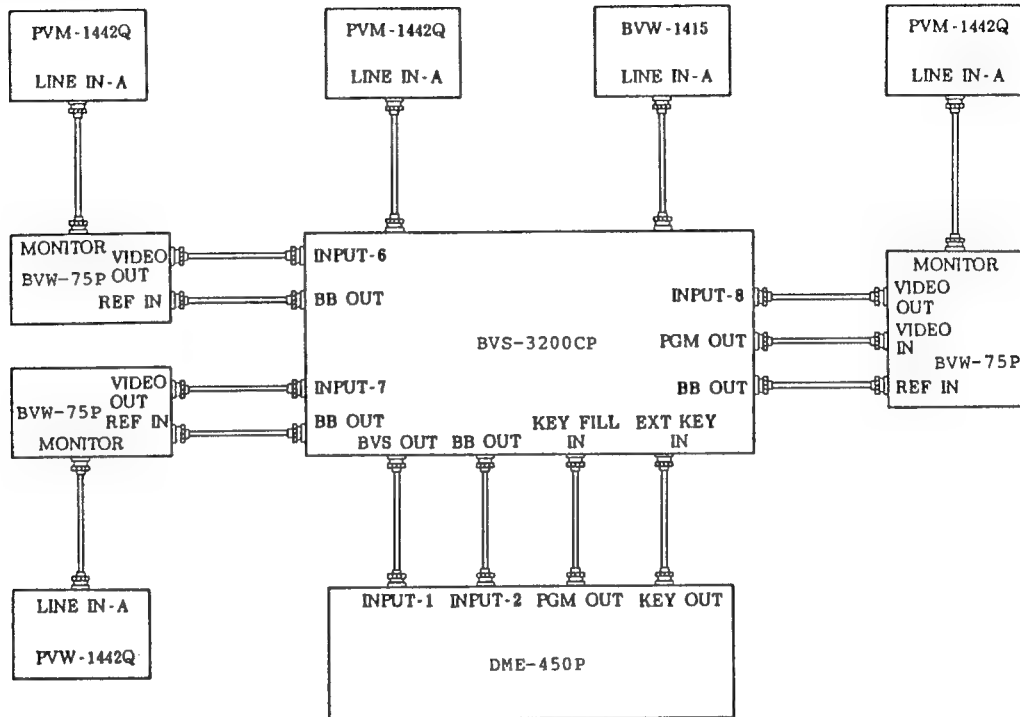 PVM-1442Q
LINE IN-A
PVM-1442Q
LINE IN-A
BVW-1415
LINE IN-A
PVM-1442Q
LINE IN-A
MONITOR
BVW-75P
VIDEO
OUT
REF IN
BVW-75P
VIDEO
OUT
REF IN
MONITOR
LINE IN-A
PVW-1442Q
INPUT-6
BB OUT
INPUT-7
BB OUT
BVS-3200CP
INPUT-8
PGM OUT
BB OUT
BVS OUT
BB OUT
KEY FILL
IN
EXT KEY
IN
MONITOR
VIDEO
OUT
VIDEO
IN
BVW-75P
REF IN
INPUT-1
INPUT-2
PGM OUT
KEY OUT
DME-450P